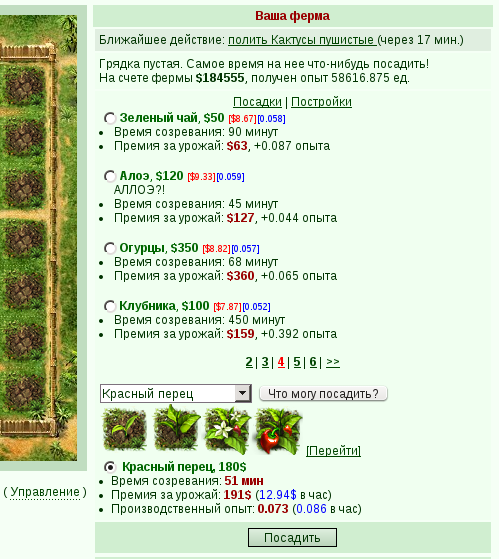 Ваша ферма
Ближайшее действие: полить Кактусы пушистые (через 17 мин.)
Грядка пустая. Самое время на нее что-нибудь посадить!
На счете фермы $184555, получен опыт 58616.875 ед.
Посадки | Постройки
Зеленый чай, $50 [$8.67][0.058]
Время созревания: 90 минут
Премия за урожай: $63, +0.087 опыта
Алоэ, $120 [$9.33][0.059]
АЛЛОЭ?!
Время созревания: 45 минут
Премия за урожай: $127, +0.044 опыта
Огурцы, $350 [$8.82][0.057]
Время созревания: 68 минут
Премия за урожай: $360, +0.065 опыта
Клубника, $100 [$7.87][0.052]
Время созревания: 450 минут
Премия за урожай: $159, +0.392 опыта
2 | 3 | 4 | 5 | 6 | >>
Красный перец
Что могу посадить?
[Перейти]
Красный перец, 180$
Время созревания: 51 мин
Премия за урожай: 191$ (12.94$ в час)
Производственный опыт: 0.073 (0.086 в час)
Посадить
( Управление )